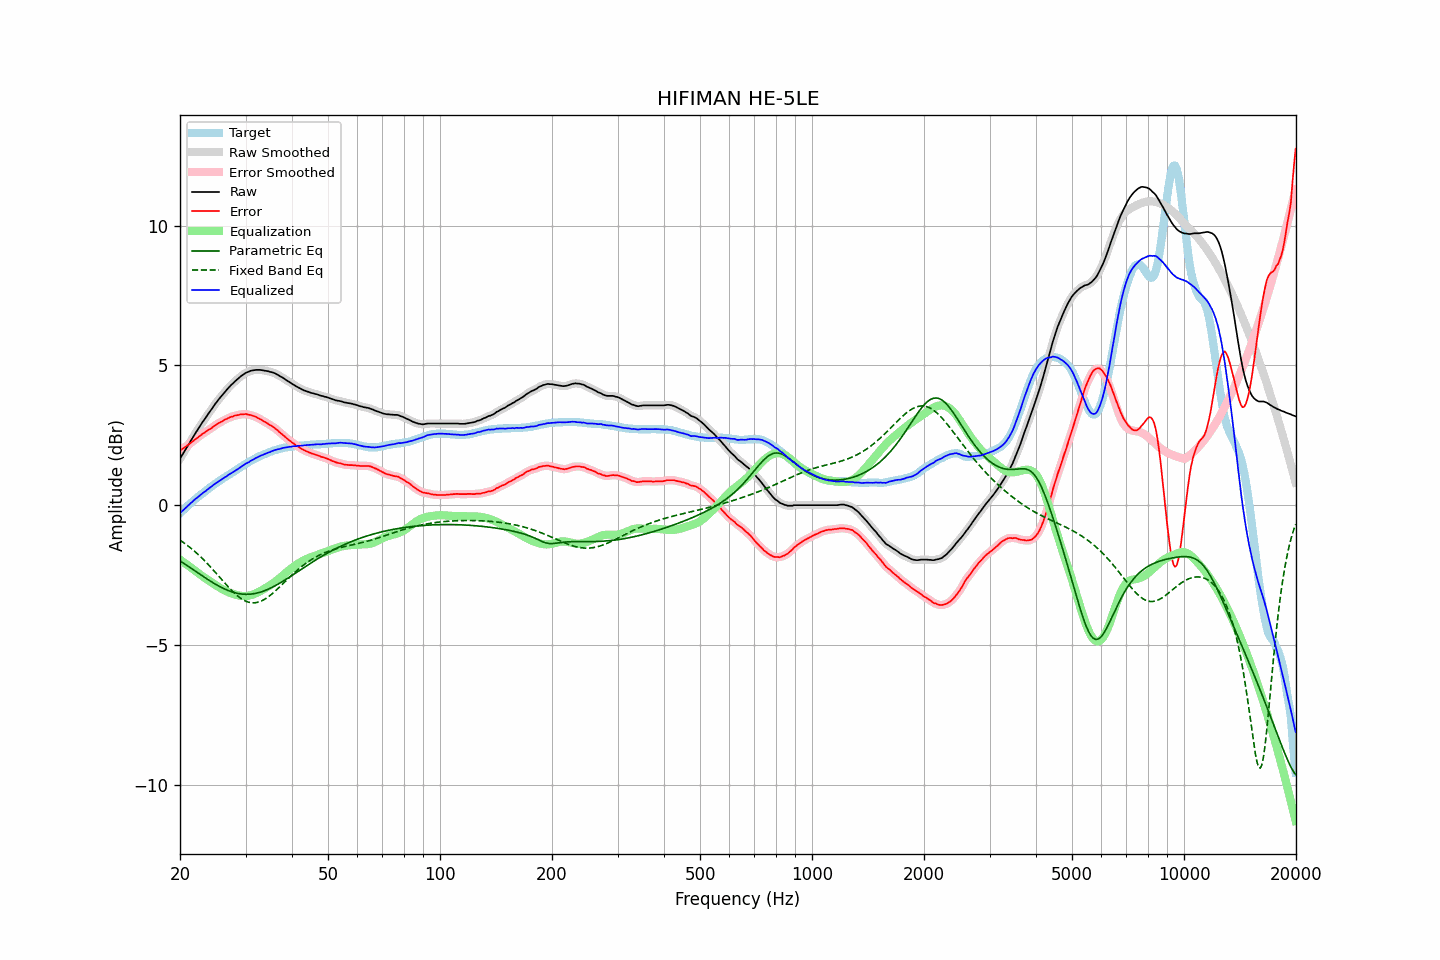 HIFIMAN HE-5LE
Target
Raw Smoothed
Error Smoothed
Raw
Error
Equalization
Parametric Eq
Fixed Band Eq
Equalized
10
5
0
−5
−10
Amplitude (dBr)
20 50 100 200 500 1000 2000 5000 10000 20000
Frequency (Hz)